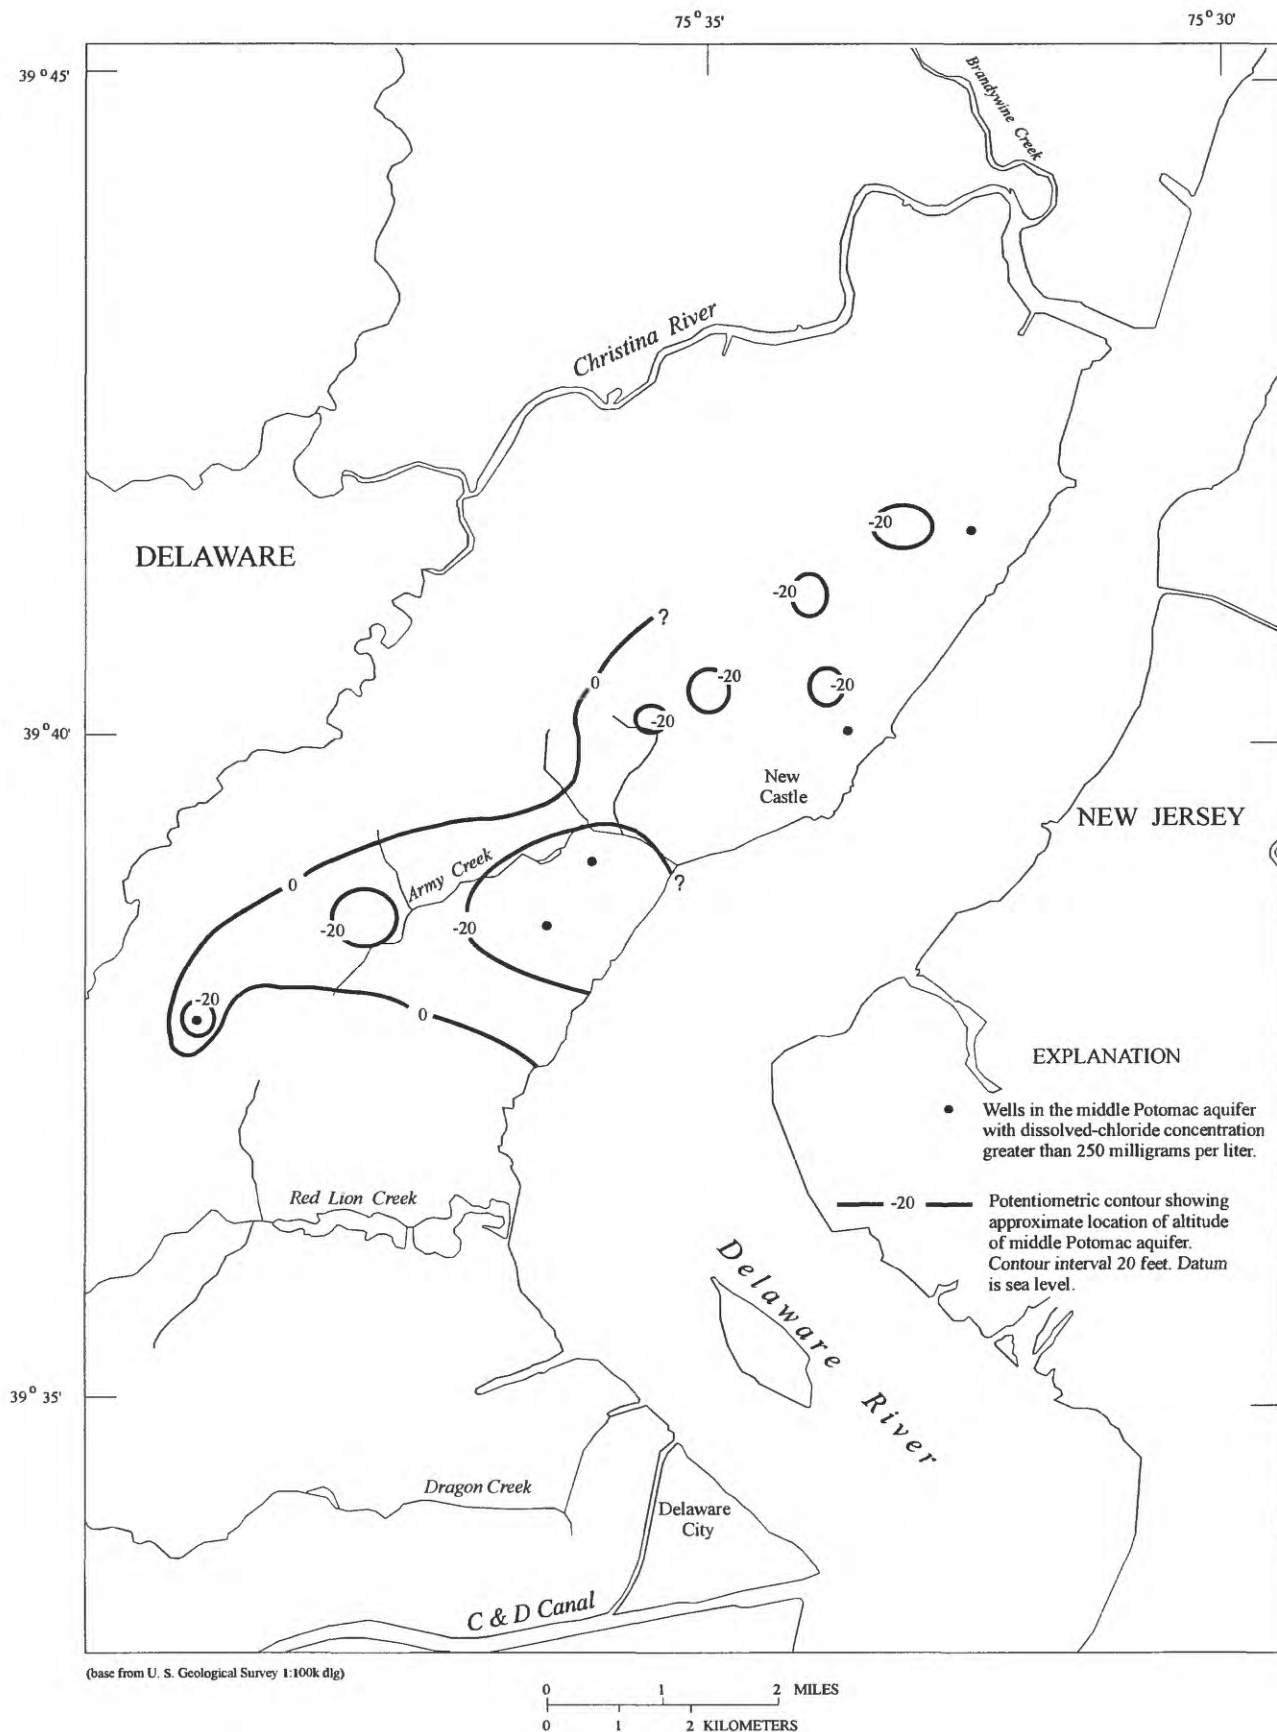 75° 35'
75° 30'
39° 45'
Brandywine Creek
Christina River
DELAWARE
-20
-20
?
0
-20
-20
-20
39° 40'
New
Castle
NEW JERSEY
Army Creek
?
0
-20
-20
-20
0
EXPLANATION
Wells in the middle Potomac aquifer
with dissolved-chloride concentration
greater than 250 milligrams per liter.
Red Lion Creek
-20
Potentiometric contour showing
approximate location of altitude
of middle Potomac aquifer.
Contour interval 20 feet. Datum
is sea level.
Delaware River
39° 35'
Dragon Creek
Delaware
City
C & D Canal
(base from U. S. Geological Survey 1:100k dlg)
0 1 2 MILES
0 1 2 KILOMETERS